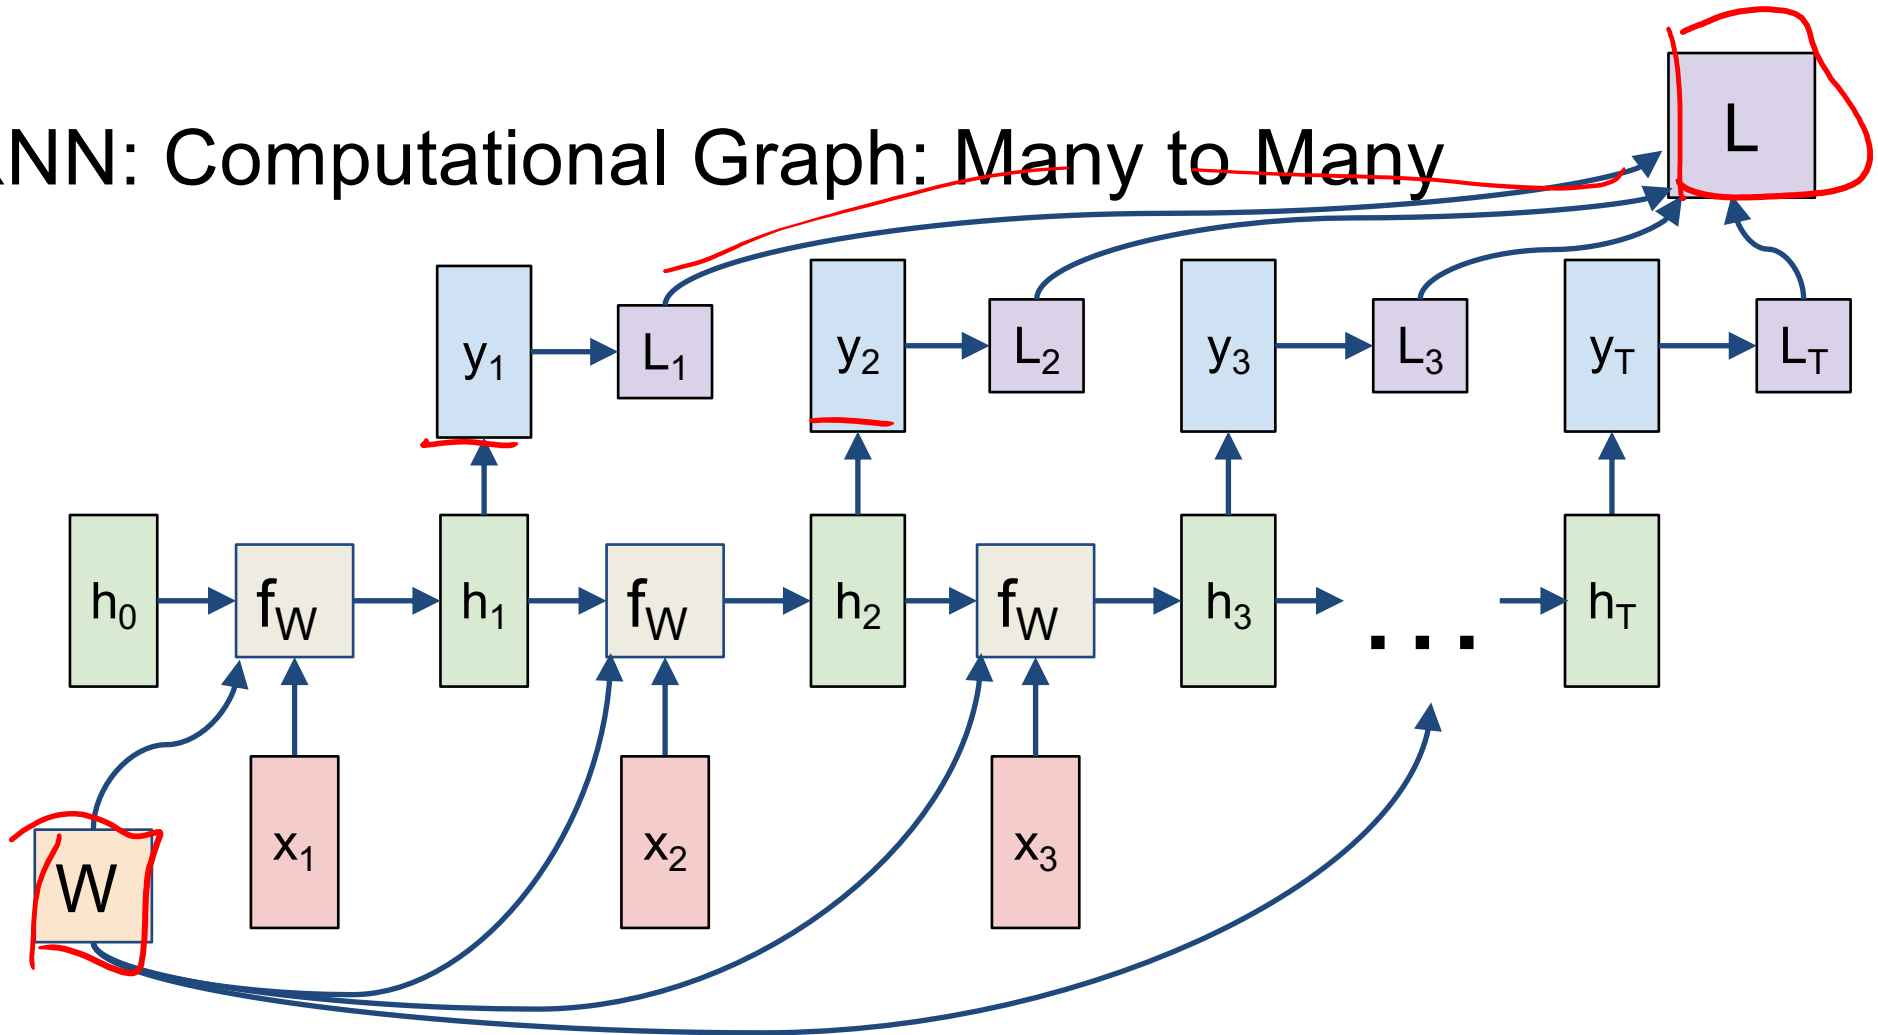 NN: Computational Graph: Many to Many
L
y1 L1 y2 L2 y3 L3 yT LT
h0 fW h1 fW h2 fW h3 ... hT
W x1 x2 x3